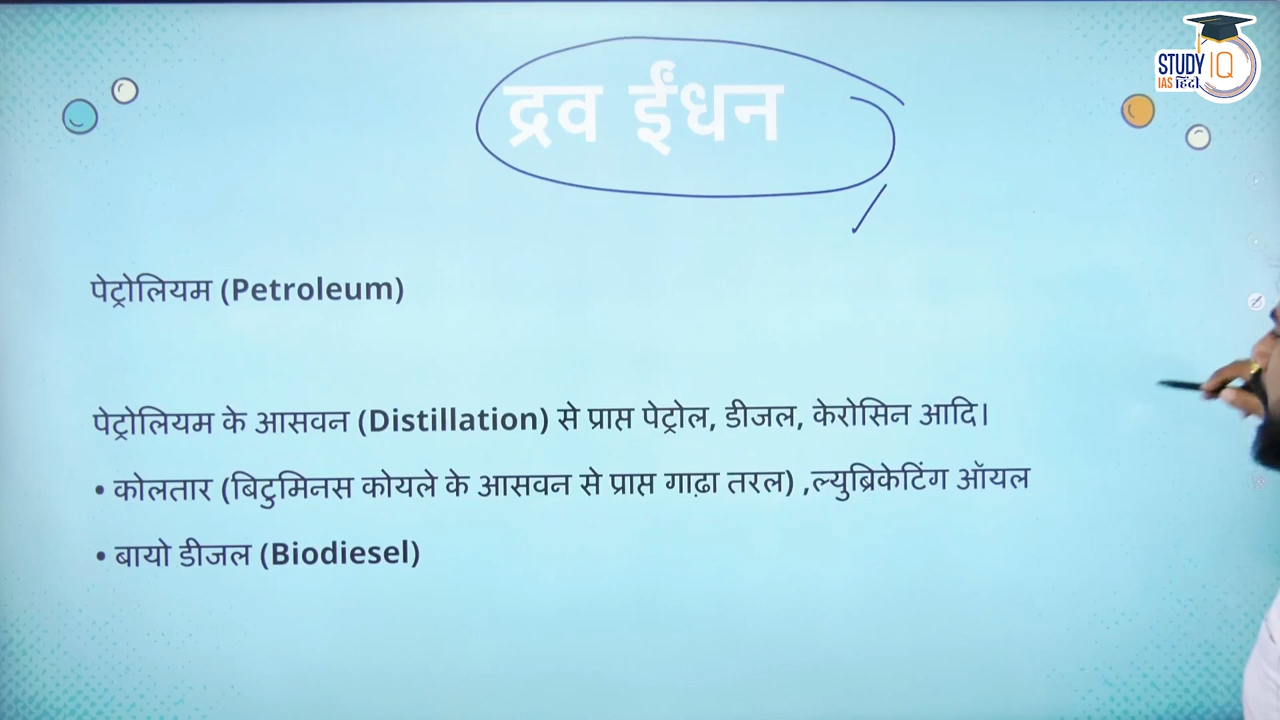 STUDY IQ
IAS हिंदी
द्रव ईंधन
पेट्रोलियम (Petroleum)
पेट्रोलियम के आसवन (Distillation) से प्राप्त पेट्रोल, डीजल, केरोसिन आदि।
• कोलतार (बिटुमिनस कोयले के आसवन से प्राप्त गाढ़ा तरल) ,ल्युब्रिकेटिंग ऑयल
• बायो डीजल (Biodiesel)